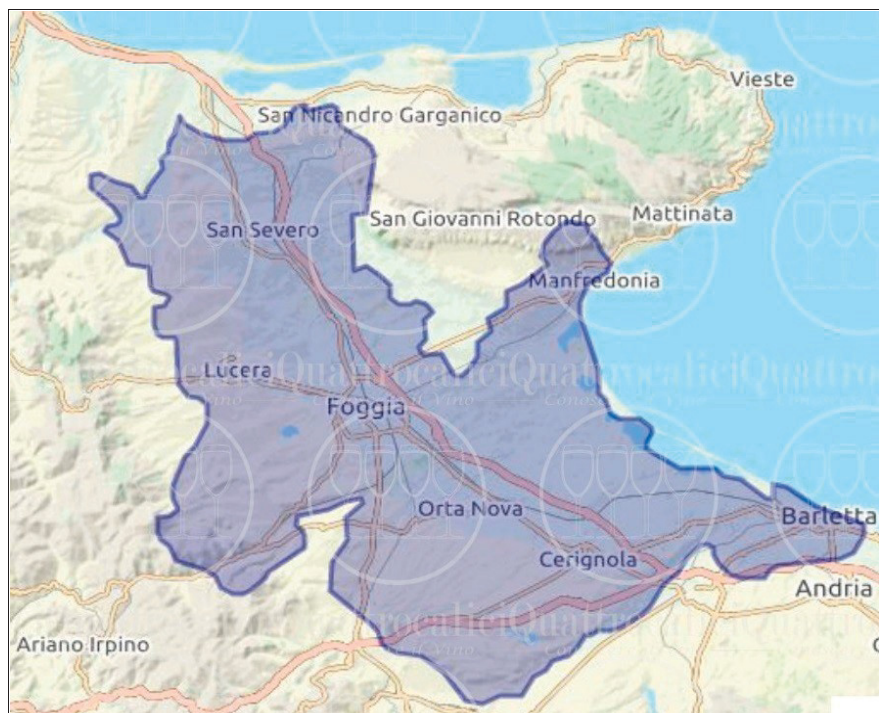 Vieste
San Nicandro Garganico
San Giovanni Rotondo
Mattinata
San Severo
Manfredonia
Lucera
QuattrocaliciQuattrocaliciQuattro
Foggia
Orta Nova
Barletta
Cerignola
Andria
Ariano Irpino